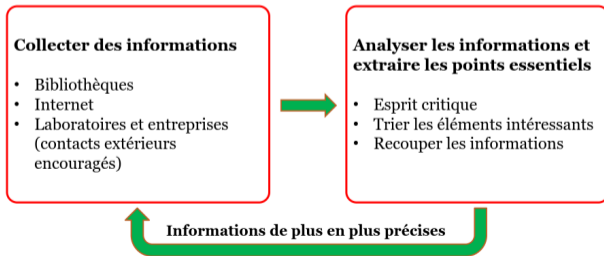 Collecter des informations
• Bibliothèques
• Internet
• Laboratoires et entreprises
(contacts extérieurs
encouragés)
Analyser les informations et
extraire les points essentiels
• Esprit critique
• Trier les éléments intéressants
• Recouper les informations
Informations de plus en plus précises